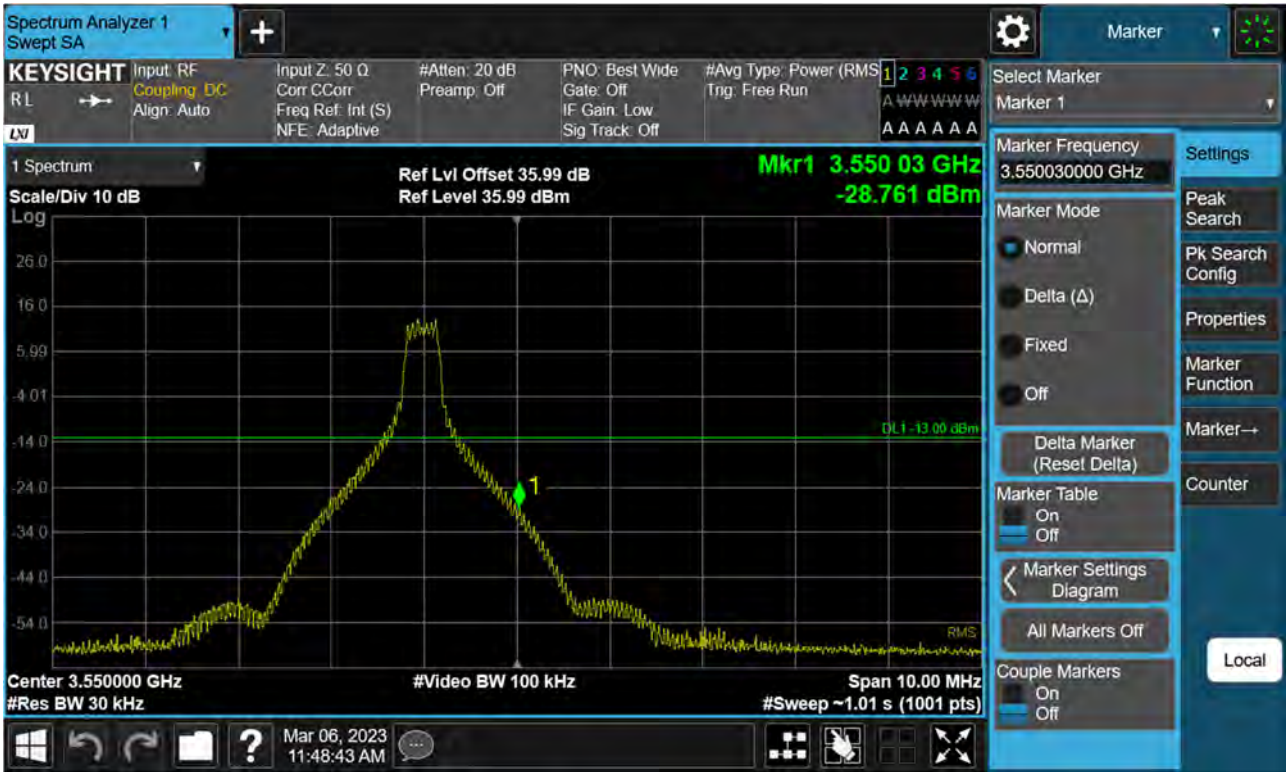 Spectrum Analyzer 1
Swept SA
+
Marker
KEYSIGHT
RL
LXI
Input: RF
Coupling: DC
Align: Auto
Input Z: 50 Ω
Corr CCorr
Freq Ref: Int (S)
NFE: Adaptive
#Atten: 20 dB
Preamp: Off
PNO: Best Wide
Gate: Off
IF Gain: Low
Sig Track: Off
#Avg Type: Power (RMS
Trig: Free Run
1 2 3 4 5 6
A W W W W W
A A A A A A
Select Marker
Marker 1
1 Spectrum
Scale/Div 10 dB
Log
Ref Lvl Offset 35.99 dB
Ref Level 35.99 dBm
Mkr1 3.550 03 GHz
-28.761 dBm
26.0
16.0
5.99
-4.01
-14.0
-24.0
-34.0
-44.0
-54.0
DL1 -13.00 dBm
1
RMS
Center 3.550000 GHz
#Res BW 30 kHz
#Video BW 100 kHz
Span 10.00 MHz
#Sweep ~1.01 s (1001 pts)
Marker Frequency
3.550030000 GHz
Marker Mode
Normal
Delta (Δ)
Fixed
Off
Delta Marker
(Reset Delta)
Marker Table
On
Off
Marker Settings
Diagram
All Markers Off
Couple Markers
On
Off
Settings
Peak
Search
Pk Search
Config
Properties
Marker
Function
Marker→
Counter
Local
?
Mar 06, 2023
11:48:43 AM